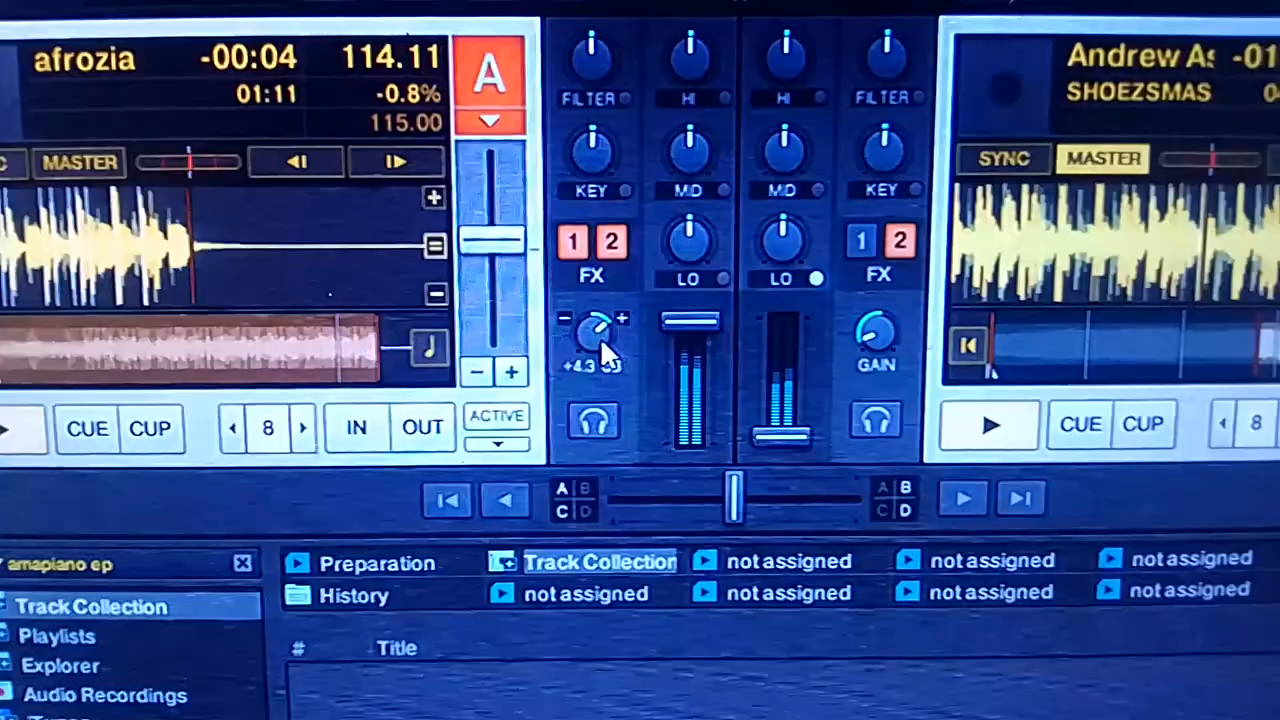 afrozia -00:04 114.11
01:11 -0.8%
115.00
A
FILTER HI HI FILTER
Andrew As -01
SHOEZSMAS
MASTER
KEY MID MID KEY
SYNC MASTER
1 2 1 2
FX LO LO FX
+4.3
GAIN
CUE CUP 8 IN OUT ACTIVE
CUE CUP 8
A B A B
C D C D
amapiano ep
Preparation Track Collection not assigned not assigned not assigned
History not assigned not assigned not assigned not assigned
Track Collection
Playlists
Explorer
Audio Recordings
# Title